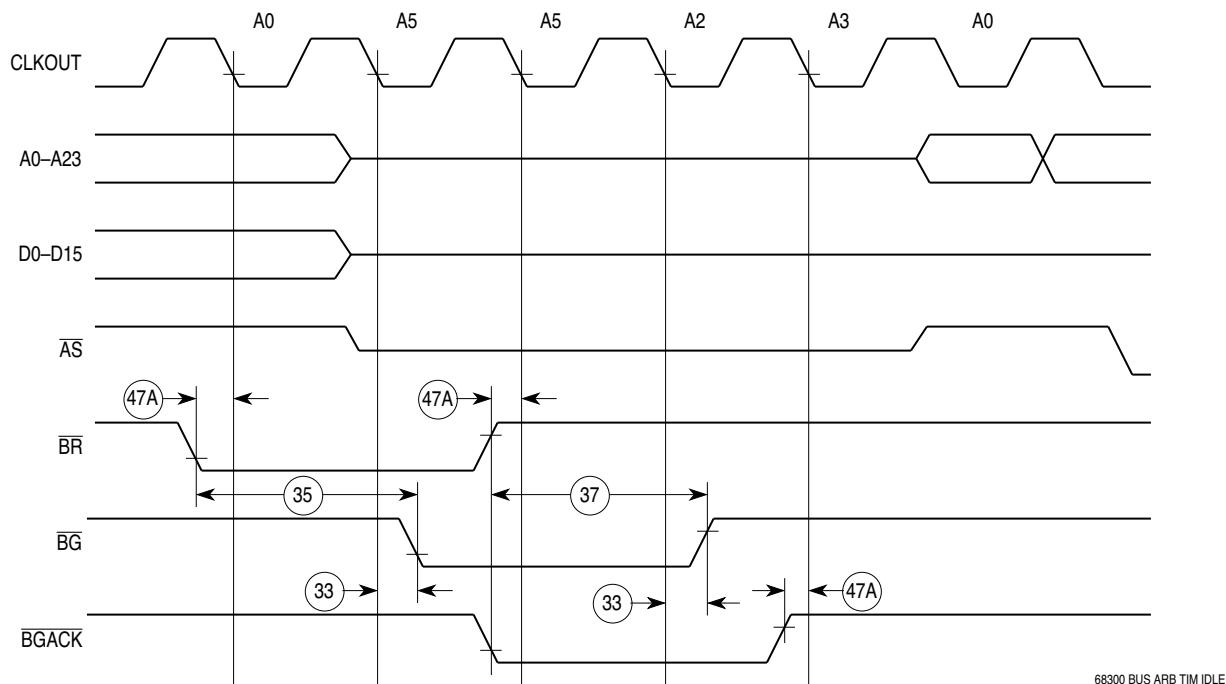 A0 A5 A5 A2 A3 A0
CLKOUT
A0–A23
D0–D15
AS
47A 47A
BR
35 37
BG
33 33 47A
BGACK
68300 BUS ARB TIM IDLE